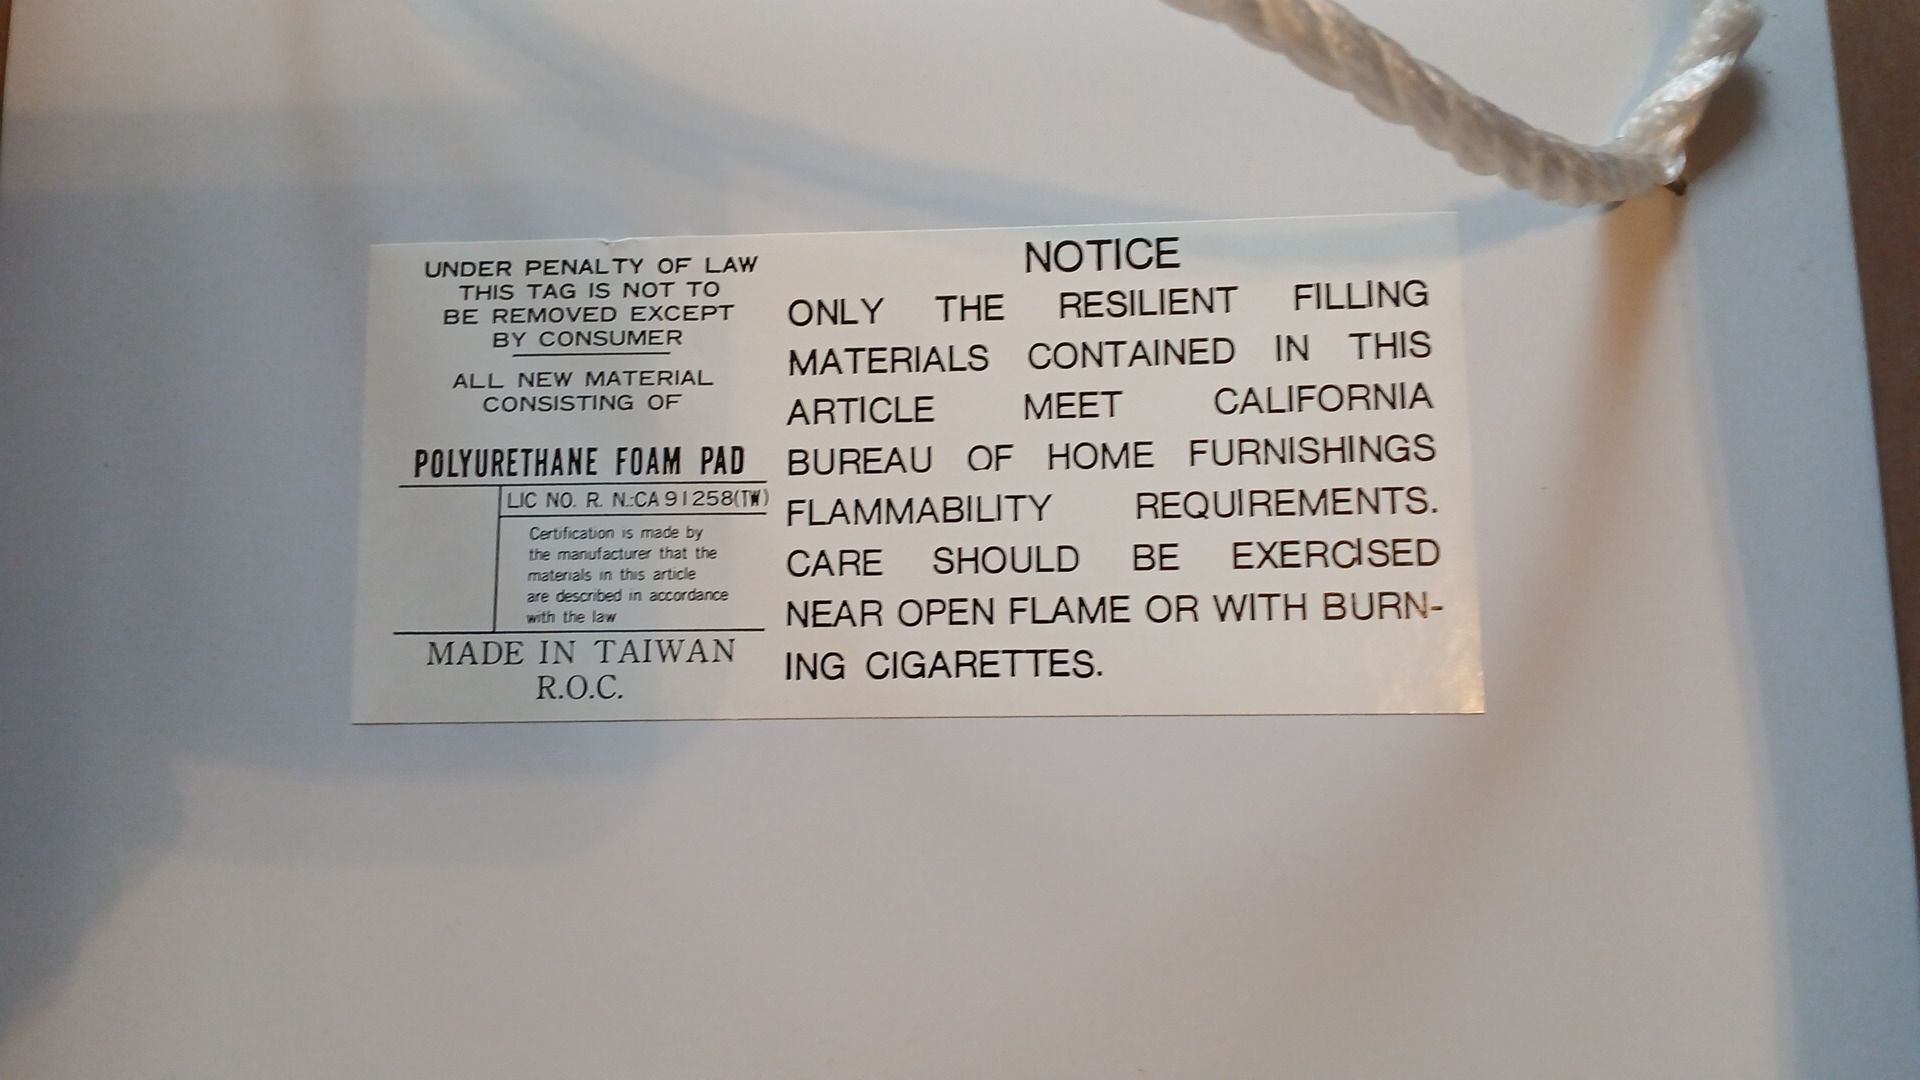 UNDER PENALTY OF LAW
THIS TAG IS NOT TO
BE REMOVED EXCEPT
BY CONSUMER
ALL NEW MATERIAL
CONSISTING OF
POLYURETHANE FOAM PAD
LIC NO. R. N.:CA91258(TW)
Certification is made by
the manufacturer that the
materials in this article
are described in accordance
with the law
MADE IN TAIWAN
R.O.C.
NOTICE
ONLY THE RESILIENT FILLING
MATERIALS CONTAINED IN THIS
ARTICLE MEET CALIFORNIA
BUREAU OF HOME FURNISHINGS
FLAMMABILITY REQUIREMENTS.
CARE SHOULD BE EXERCISED
NEAR OPEN FLAME OR WITH BURN-
ING CIGARETTES.